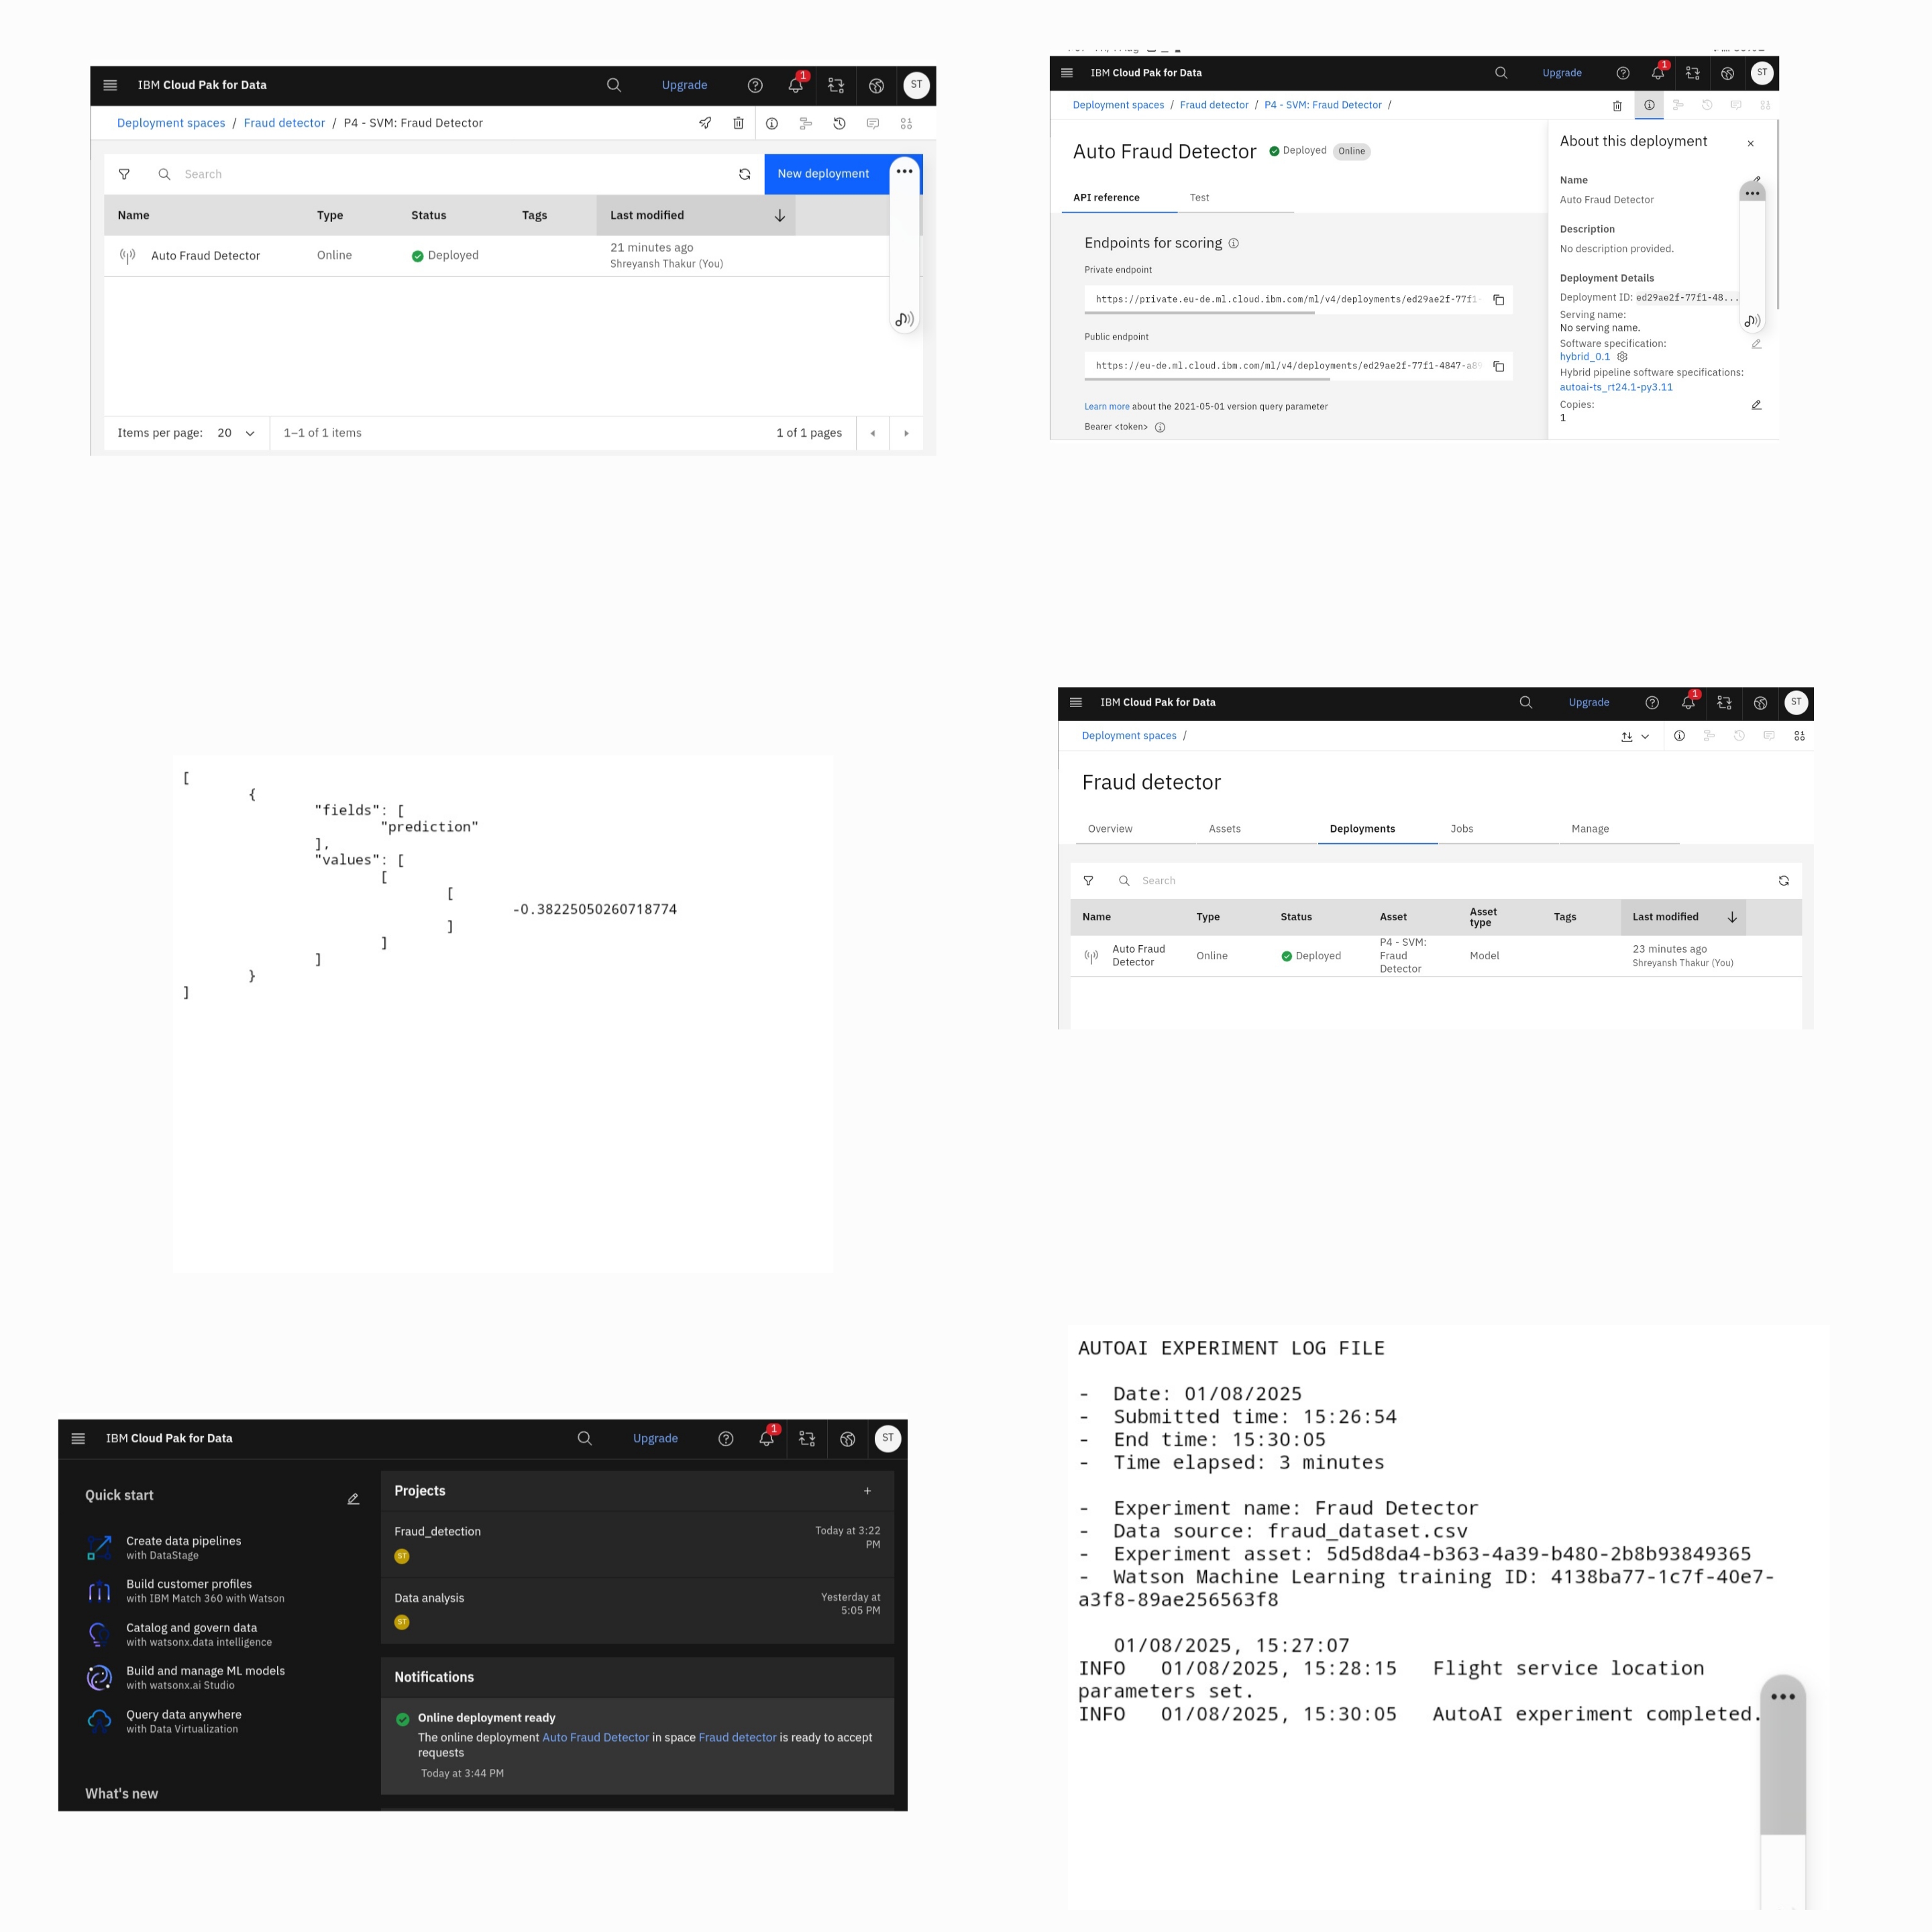 IBM Cloud Pak for Data
Upgrade
1
ST
Deployment spaces / Fraud detector / P4 - SVM: Fraud Detector
Search
New deployment
Name Type Status Tags Last modified
Auto Fraud Detector Online Deployed 21 minutes ago
Shreyansh Thakur (You)
Items per page: 20 1–1 of 1 items 1 of 1 pages
IBM Cloud Pak for Data
Upgrade
1
ST
Deployment spaces / Fraud detector / P4 - SVM: Fraud Detector /
Auto Fraud Detector Deployed Online
API reference Test
Endpoints for scoring
Private endpoint
https://private.eu-de.ml.cloud.ibm.com/ml/v4/deployments/ed29ae2f-77f1-
Public endpoint
https://eu-de.ml.cloud.ibm.com/ml/v4/deployments/ed29ae2f-77f1-4847-a89
Learn more about the 2021-05-01 version query parameter
Bearer <token>
About this deployment
Name
Auto Fraud Detector
Description
No description provided.
Deployment Details
Deployment ID: ed29ae2f-77f1-48...
Serving name:
No serving name.
Software specification:
hybrid_0.1
Hybrid pipeline software specifications:
autoai-ts_rt24.1-py3.11
Copies:
1
[
{
"fields": [
"prediction"
],
"values": [
[
[
-0.38225050260718774
]
]
]
}
]
IBM Cloud Pak for Data
Upgrade
1
ST
Deployment spaces /
Fraud detector
Overview Assets Deployments Jobs Manage
Search
Name Type Status Asset Asset type Tags Last modified
Auto Fraud Detector Online Deployed P4 - SVM: Fraud Detector Model 23 minutes ago
Shreyansh Thakur (You)
IBM Cloud Pak for Data
Upgrade
1
ST
Quick start
Create data pipelines
with DataStage
Build customer profiles
with IBM Match 360 with Watson
Catalog and govern data
with watsonx.data intelligence
Build and manage ML models
with watsonx.ai Studio
Query data anywhere
with Data Virtualization
What's new
Projects
Fraud_detection Today at 3:22 PM
ST
Data analysis Yesterday at 5:05 PM
ST
Notifications
Online deployment ready
The online deployment Auto Fraud Detector in space Fraud detector is ready to accept
requests
Today at 3:44 PM
AUTOAI EXPERIMENT LOG FILE
- Date: 01/08/2025
- Submitted time: 15:26:54
- End time: 15:30:05
- Time elapsed: 3 minutes
- Experiment name: Fraud Detector
- Data source: fraud_dataset.csv
- Experiment asset: 5d5d8da4-b363-4a39-b480-2b8b93849365
- Watson Machine Learning training ID: 4138ba77-1c7f-40e7-
a3f8-89ae256563f8
01/08/2025, 15:27:07
INFO 01/08/2025, 15:28:15 Flight service location
parameters set.
INFO 01/08/2025, 15:30:05 AutoAI experiment completed.